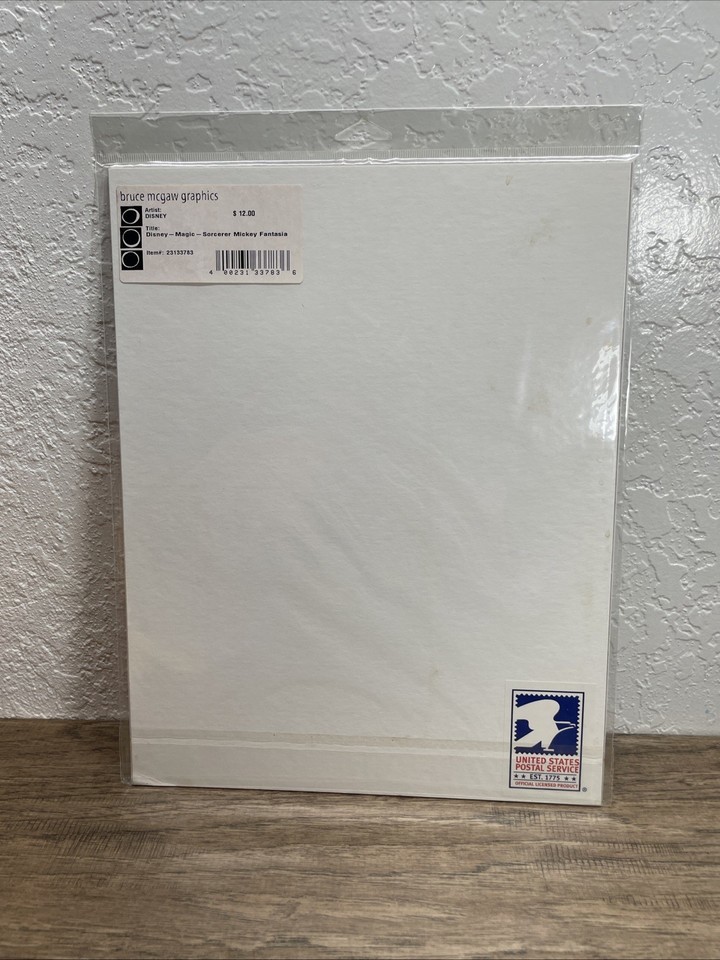 bruce mcgaw graphics
Artist:
DISNEY
$ 12.00
Title:
Disney — Magic — Sorcerer Mickey Fantasia
Item#: 23133783
4 00231 33783 6
UNITED STATES
POSTAL SERVICE
★ ★ EST. 1775 ★ ★
OFFICIAL LICENSED PRODUCT
®